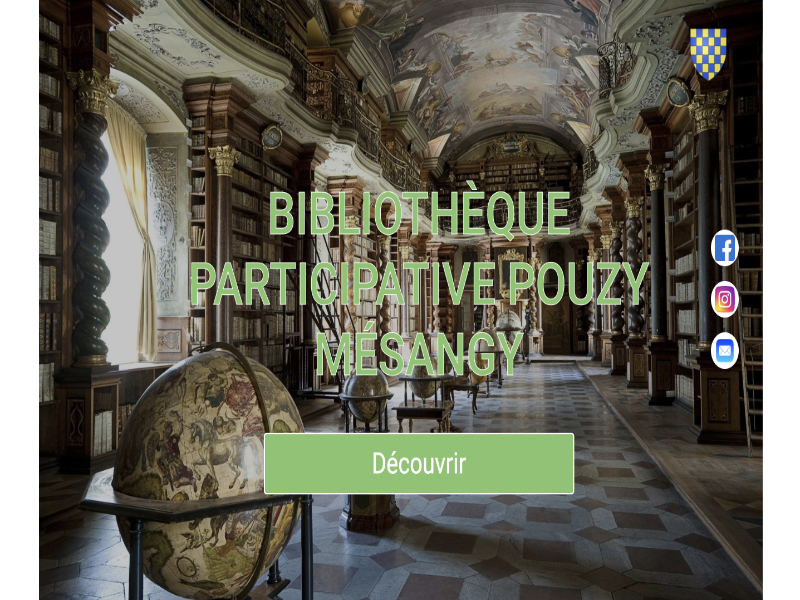 BIBLIOTHÈQUE
PARTICIPATIVE POUZY
MÉSANGY
Découvrir